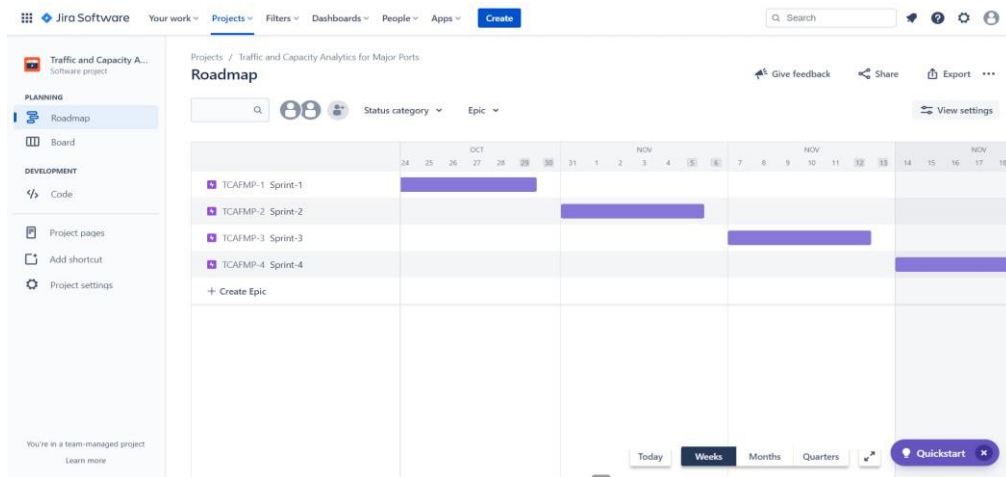 Jira Software Your work Projects Filters Dashboards People Apps Create Search
Traffic and Capacity A...
Software project
PLANNING
Roadmap
Board
DEVELOPMENT
Code
Project pages
Add shortcut
Project settings
You're in a team-managed project
Learn more
Projects / Traffic and Capacity Analytics for Major Ports
Roadmap
Give feedback Share Export
Status category Epic View settings
OCT NOV NOV NOV
24 25 26 27 28 29 30 31 1 2 3 4 5 6 7 8 9 10 11 12 13 14 15 16 17 18
TCAFMP-1 Sprint-1
TCAFMP-2 Sprint-2
TCAFMP-3 Sprint-3
TCAFMP-4 Sprint-4
+ Create Epic
Today Weeks Months Quarters
Quickstart